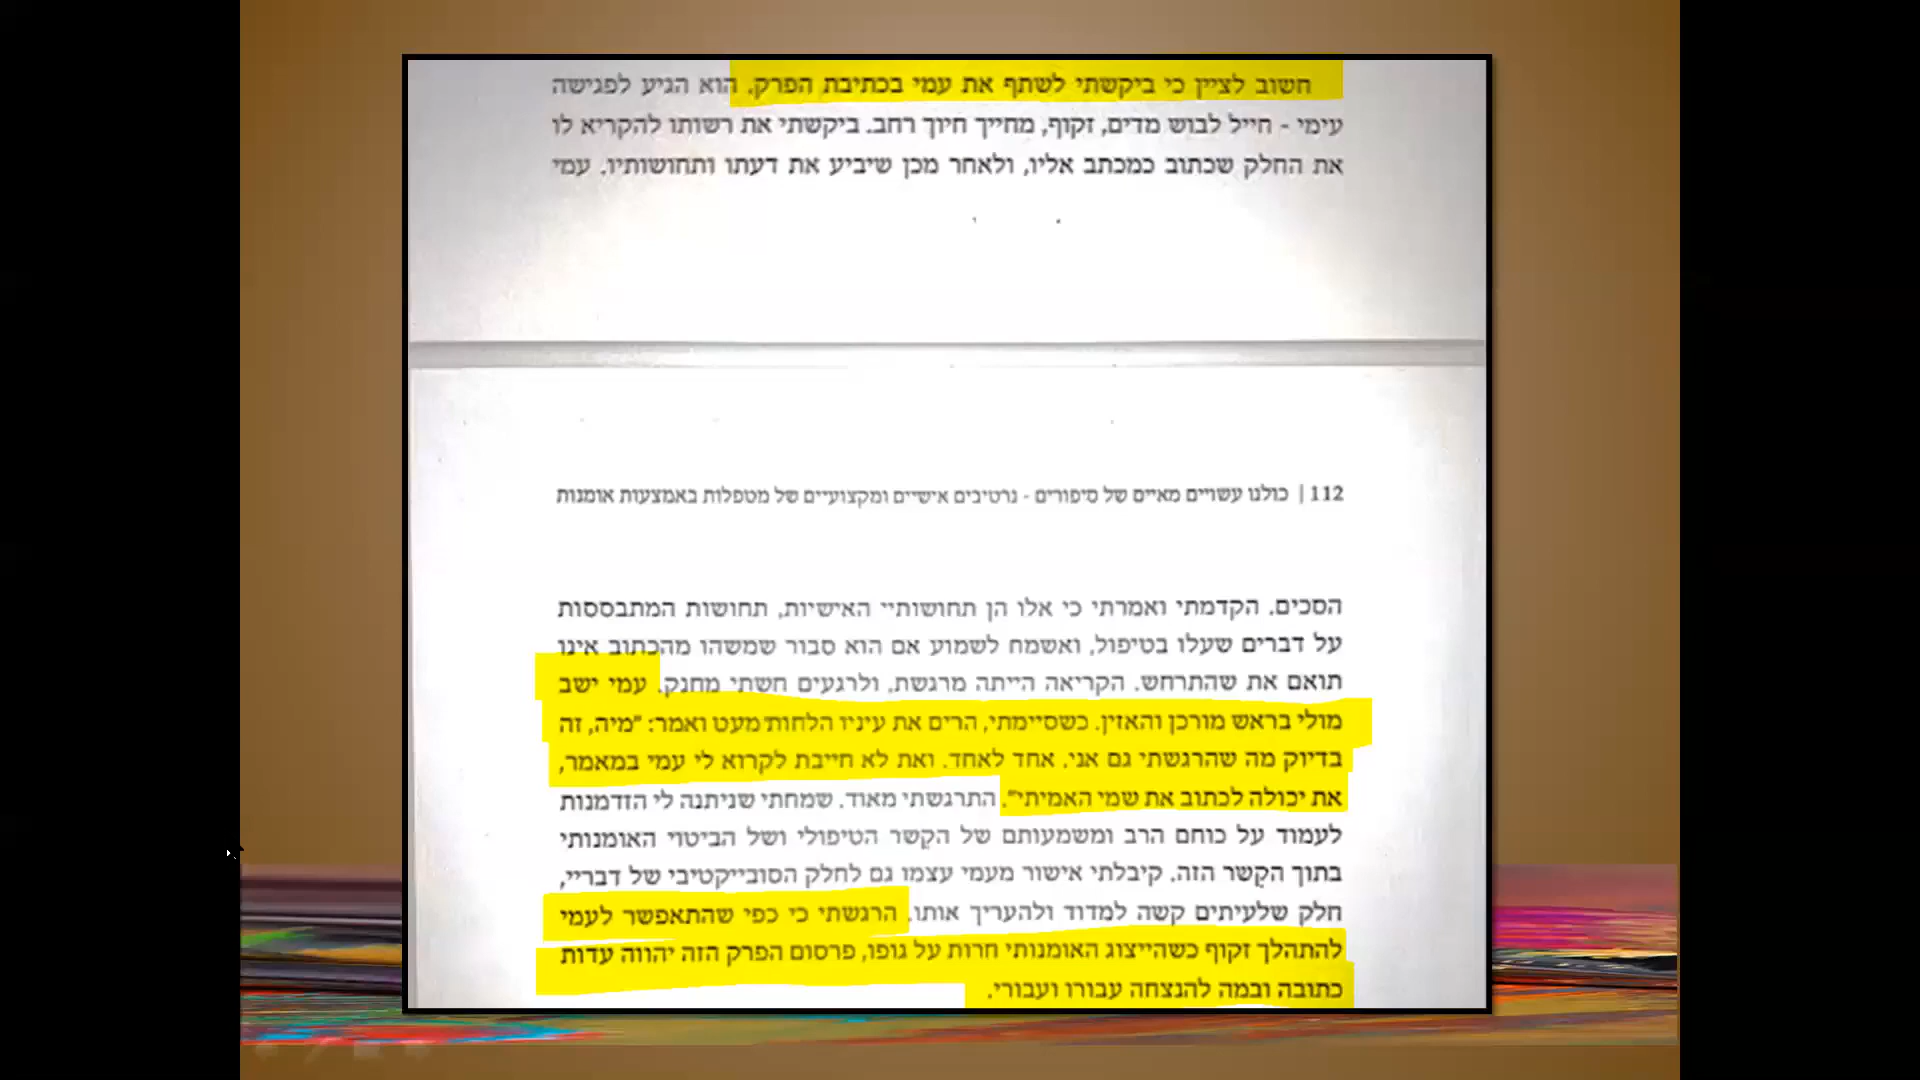 חשוב לציין כי ביקשתי לשתף את עמי בכתיבת הפרק. הוא הגיע לפגישה
עימי - חייל לבוש מדים, זקוף, מחייך חיוך רחב. ביקשתי את רשותו להקריא לו
את החלק שכתוב כמכתב אליו, ולאחר מכן שיביע את דעתו ותחושותיו. עמי
112 | כולנו עשויים מאיים של סיפורים - נרטיבים אישיים ומקצועיים של מטפלות באמצעות אומנות
הסכים. הקדמתי ואמרתי כי אלו הן תחושותיי האישיות, תחושות המתבססות
על דברים שעלו בטיפול, ואשמח לשמוע אם הוא סבור שמשהו מהכתוב אינו
תואם את שהתרחש. הקריאה הייתה מרגשת, ולרגעים חשתי מחנק. עמי ישב
מולי בראש מורכן והאזין. כשסיימתי, הרים את עיניו הלחות מעט ואמר: "מיה, זה
בדיוק מה שהרגשתי גם אני. אחד לאחד. ואת לא חייבת לקרוא לי עמי במאמר,
את יכולה לכתוב את שמי האמיתי". התרגשתי מאוד. שמחתי שניתנה לי הזדמנות
לעמוד על כוחם הרב ומשמעותם של הקשר הטיפולי ושל הביטוי האומנותי
בתוך הקשר הזה. קיבלתי אישור מעמי עצמו גם לחלק הסובייקטיבי של דבריי,
חלק שלעיתים קשה למדוד ולהעריך אותו. הרגשתי כי כפי שהתאפשר לעמי
להתהלך זקוף כשהייצוג האומנותי חרות על גופו, פרסום הפרק הזה יהווה עדות
כתובה ובמה להנצחה עבורו ועבורי.